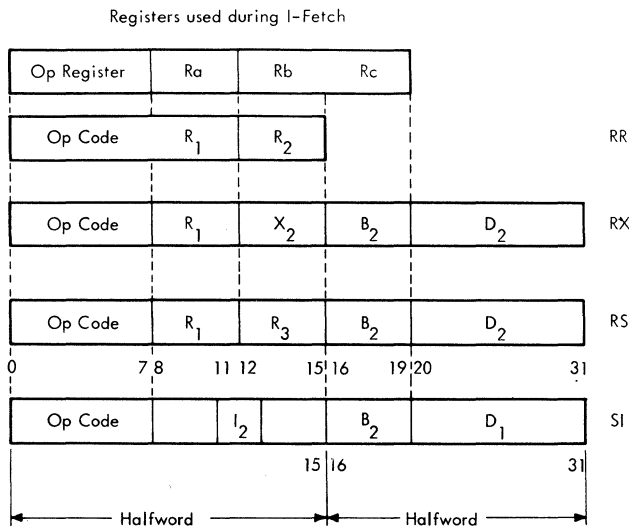 Registers used during I-Fetch
Op Register Ra Rb Rc
Op Code R1 R2 RR
Op Code R1 X2 B2 D2 RX
Op Code R1 R3 B2 D2 RS
0 7 8 11 12 15 16 19 20 31
Op Code I2 B2 D1 SI
15 16 31
Halfword Halfword